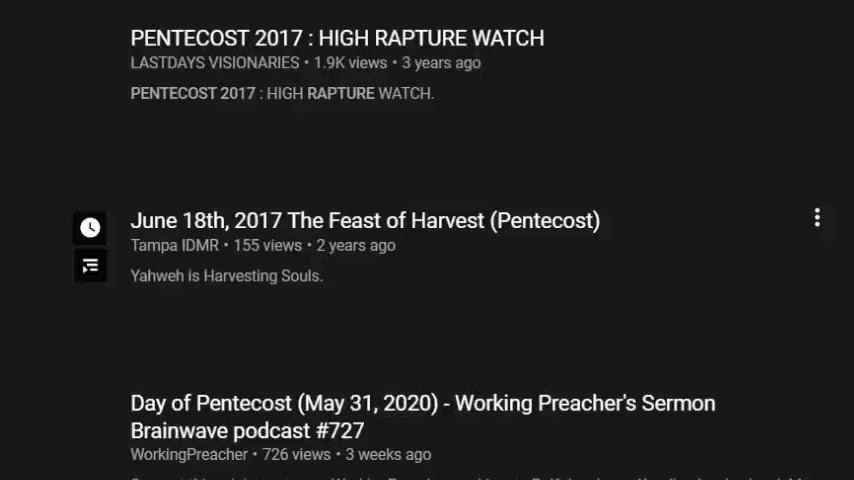 PENTECOST 2017 : HIGH RAPTURE WATCH
LASTDAYS VISIONARIES • 1.9K views • 3 years ago
PENTECOST 2017 : HIGH RAPTURE WATCH.
June 18th, 2017 The Feast of Harvest (Pentecost)
Tampa IDMR • 155 views • 2 years ago
Yahweh is Harvesting Souls.
Day of Pentecost (May 31, 2020) - Working Preacher's Sermon
Brainwave podcast #727
WorkingPreacher • 726 views • 3 weeks ago